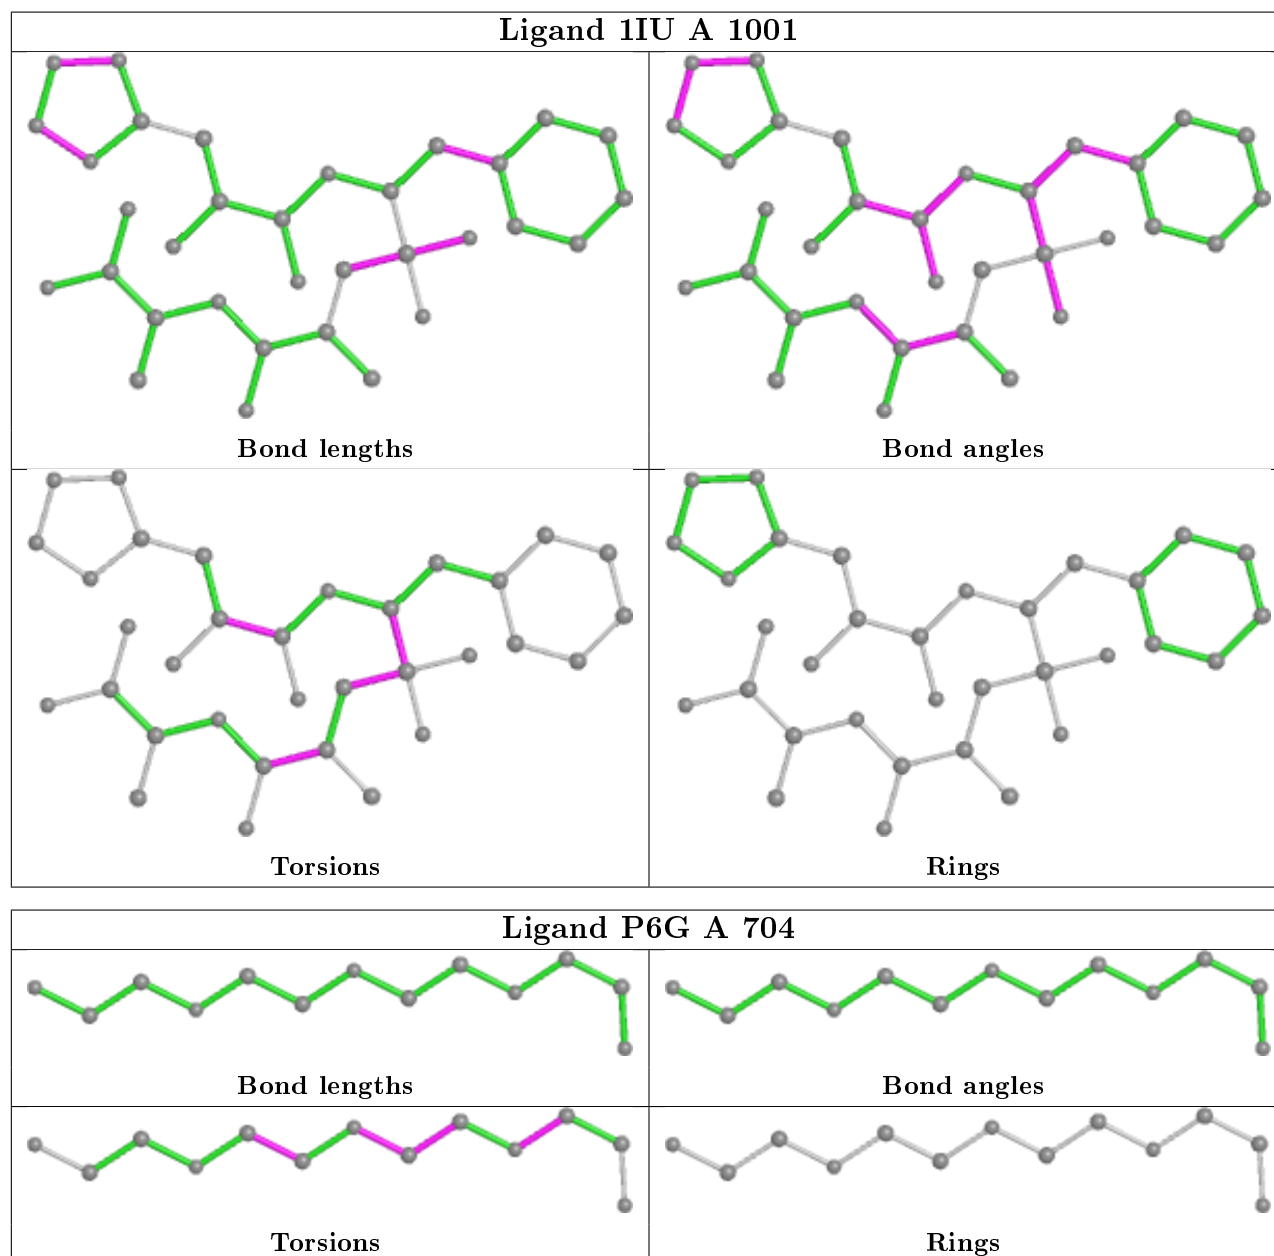 Ligand 1IU A 1001
Bond lengths
Bond angles
Torsions
Rings
Ligand P6G A 704
Bond lengths
Bond angles
Torsions
Rings